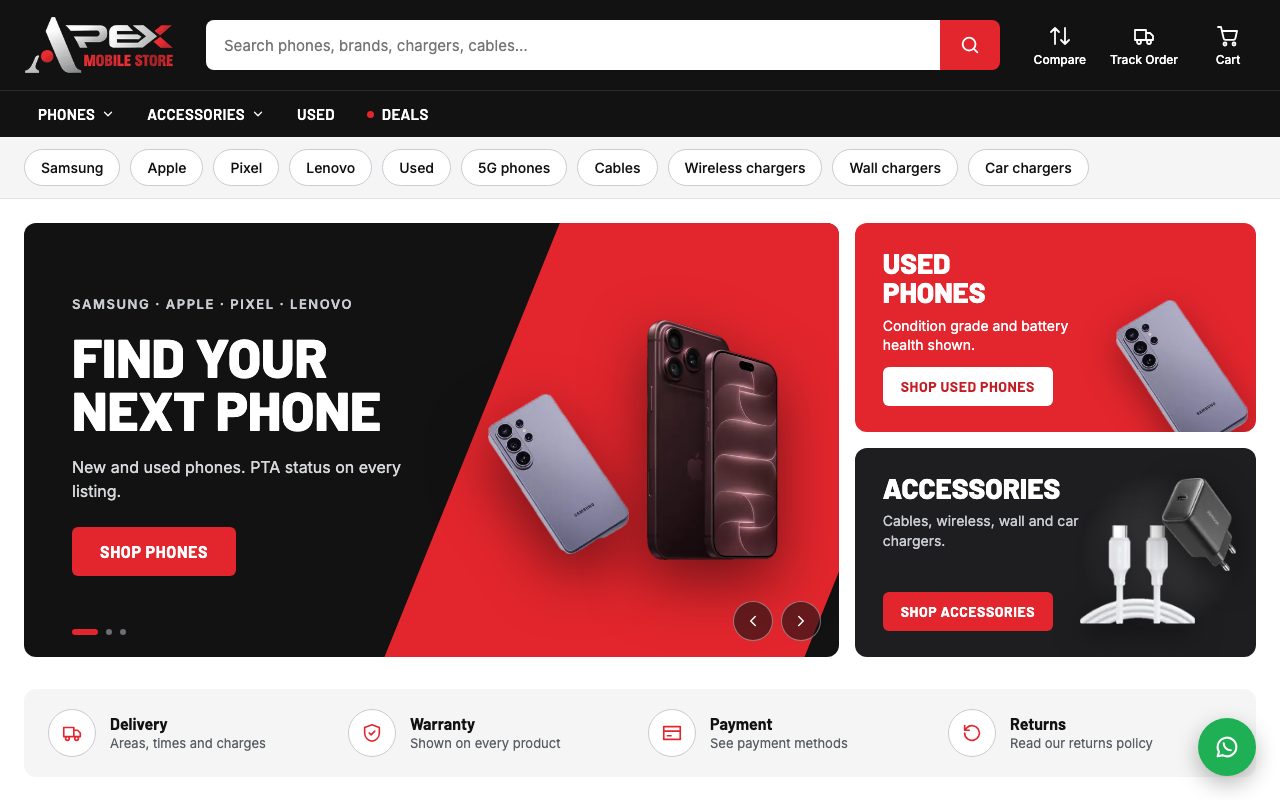 APEX
MOBILE STORE
Search phones, brands, chargers, cables...
Compare
Track Order
Cart
PHONES
ACCESSORIES
USED
DEALS
Samsung
Apple
Pixel
Lenovo
Used
5G phones
Cables
Wireless chargers
Wall chargers
Car chargers
SAMSUNG · APPLE · PIXEL · LENOVO
FIND YOUR
NEXT PHONE
New and used phones. PTA status on every
listing.
SHOP PHONES
SAMSUNG
USED
PHONES
Condition grade and battery
health shown.
SHOP USED PHONES
SAMSUNG
ACCESSORIES
Cables, wireless, wall and car
chargers.
SHOP ACCESSORIES
Delivery
Areas, times and charges
Warranty
Shown on every product
Payment
See payment methods
Returns
Read our returns policy